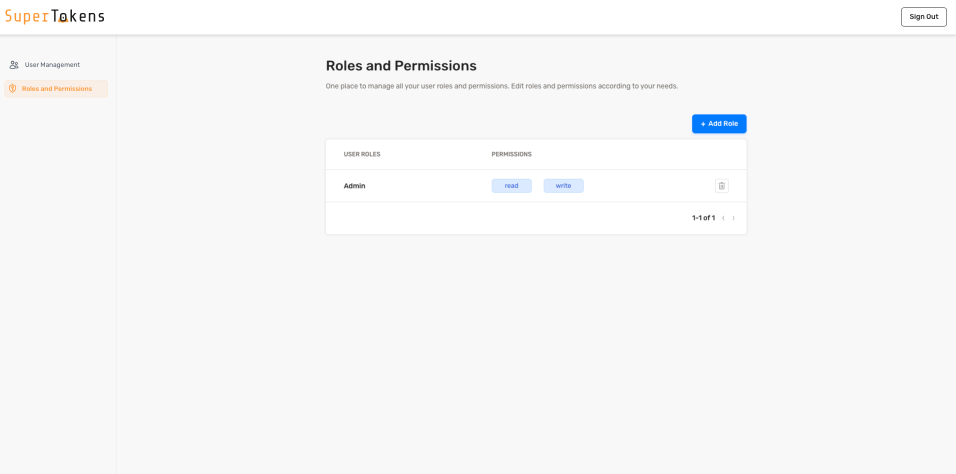 SuperTokens
Sign Out
User Management
Roles and Permissions
Roles and Permissions
One place to manage all your user roles and permissions. Edit roles and permissions according to your needs.
+ Add Role
USER ROLES PERMISSIONS
Admin read write
1-1 of 1